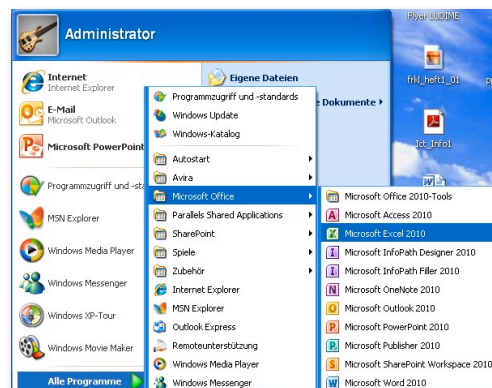 Administrator
Internet
Internet Explorer
E-Mail
Microsoft Outlook
Microsoft PowerPoint
Programmzugriff und -sta
MSN Explorer
Windows Media Player
Windows Messenger
Windows XP-Tour
Windows Movie Maker
Alle Programme
Eigene Dateien
e Dokumente
Programmzugriff und -standards
Windows Update
Windows-Katalog
Autostart
Avira
Microsoft Office
Parallels Shared Applications
SharePoint
Spiele
Zubehör
Internet Explorer
MSN Explorer
Outlook Express
Remoteunterstützung
Windows Media Player
Windows Messenger
Microsoft Office 2010-Tools
Microsoft Access 2010
Microsoft Excel 2010
Microsoft InfoPath Designer 2010
Microsoft InfoPath Filler 2010
Microsoft OneNote 2010
Microsoft Outlook 2010
Microsoft PowerPoint 2010
Microsoft Publisher 2010
Microsoft SharePoint Workspace 2010
Microsoft Word 2010
Flyer LUDIME
frkl_heft1_01
Ict_Info1